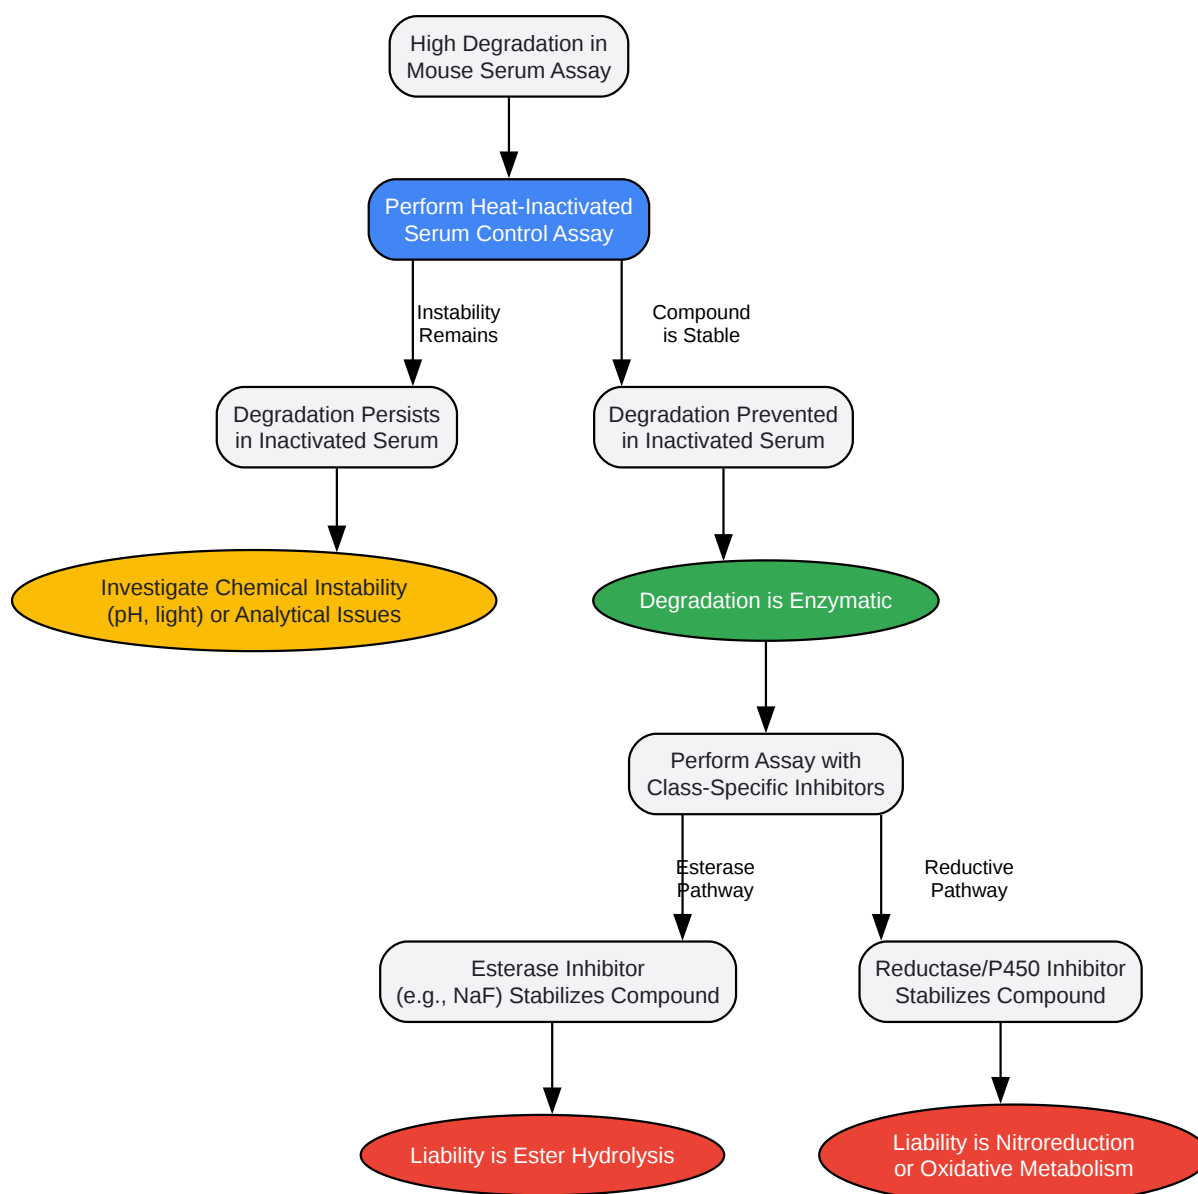 High Degradation in
Mouse Serum Assay
Perform Heat-Inactivated
Serum Control Assay
Instability
Remains
Compound
is Stable
Degradation Persists
in Inactivated Serum
Degradation Prevented
in Inactivated Serum
Investigate Chemical Instability
(pH, light) or Analytical Issues
Degradation is Enzymatic
Perform Assay with
Class-Specific Inhibitors
Esterase
Pathway
Reductive
Pathway
Esterase Inhibitor
(e.g., NaF) Stabilizes Compound
Reductase/P450 Inhibitor
Stabilizes Compound
Liability is Ester Hydrolysis
Liability is Nitroreduction
or Oxidative Metabolism